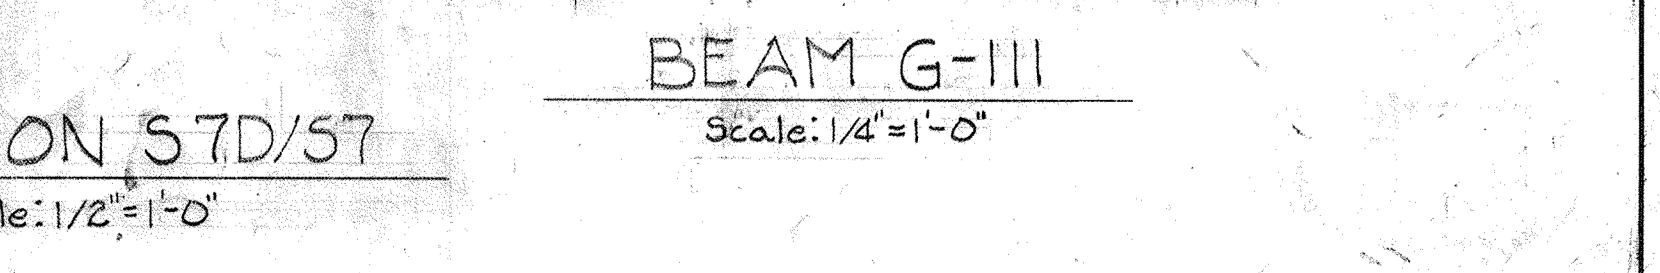 BEAM G-111
Scale: 1/4"=1'-0"
ON S7D/S7
le: 1/2"=1'-0"